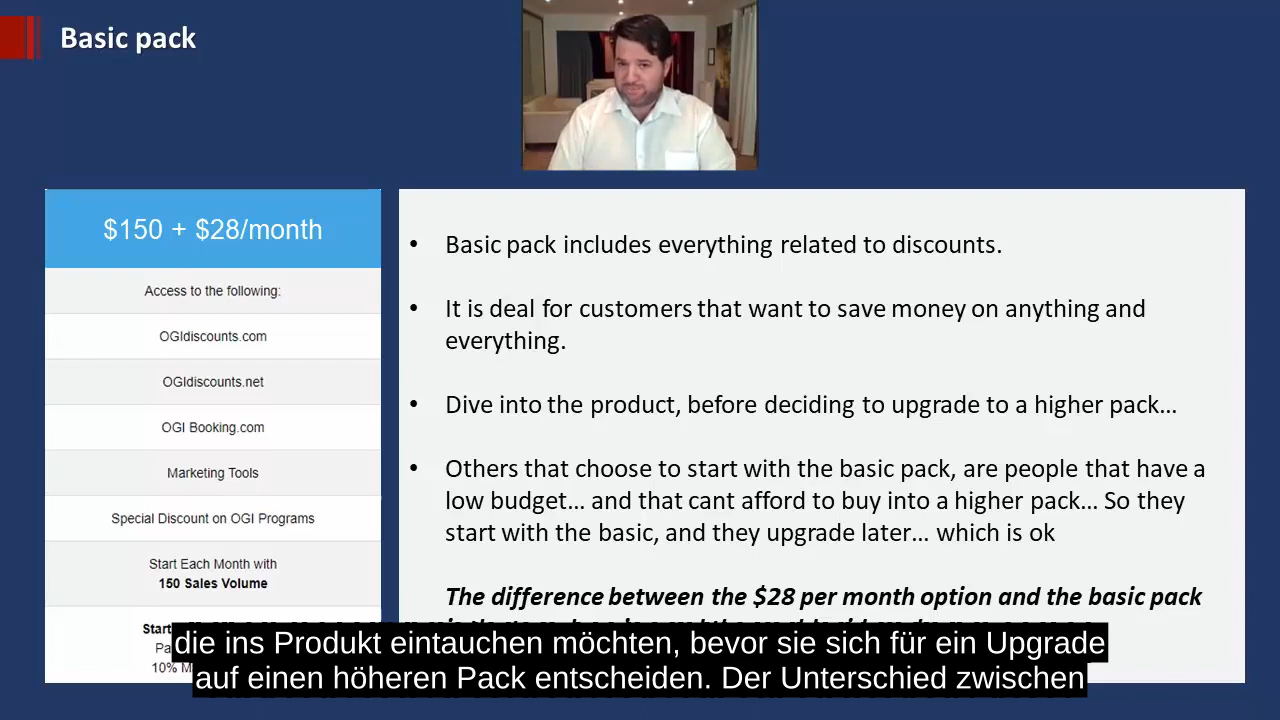 Basic pack
$150 + $28/month
Access to the following:
OGIdiscounts.com
OGIdiscounts.net
OGI Booking.com
Marketing Tools
Special Discount on OGI Programs
Start Each Month with
150 Sales Volume
Start
10%
• Basic pack includes everything related to discounts.
• It is deal for customers that want to save money on anything and
everything.
• Dive into the product, before deciding to upgrade to a higher pack...
• Others that choose to start with the basic pack, are people that have a
low budget... and that cant afford to buy into a higher pack... So they
start with the basic, and they upgrade later... which is ok
The difference between the $28 per month option and the basic pack
die ins Produkt eintauchen möchten, bevor sie sich für ein Upgrade
auf einen höheren Pack entscheiden. Der Unterschied zwischen